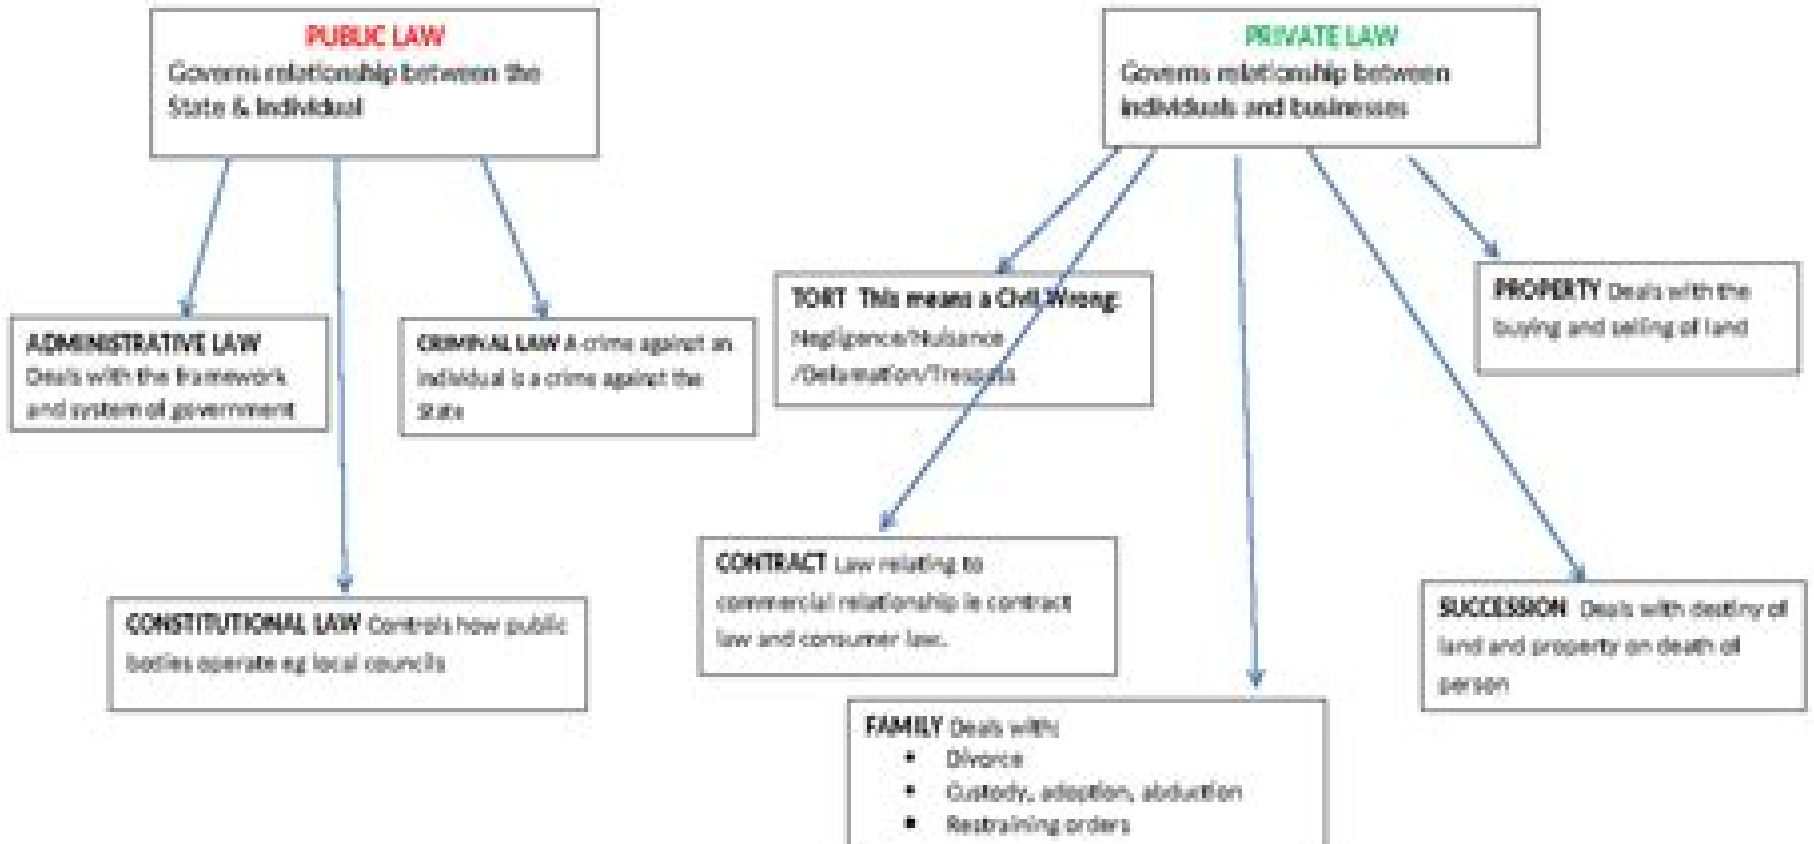 PUBLIC LAW
Governs relationship between the
State & Individual
PRIVATE LAW
Governs relationship between
individuals and businesses
ADMINISTRATIVE LAW
Deals with the framework
and system of government
CRIMINAL LAW A crime against an
individual is a crime against the
State
TORT This means a Civil Wrong:
Negligence/Nuisance
/Defamation/Trespass
PROPERTY Deals with the
buying and selling of land
CONSTITUTIONAL LAW Controls how public
bodies operate eg local councils
CONTRACT Law relating to
commercial relationship ie contract
law and consumer law.
SUCCESSION Deals with destiny of
land and property on death of
person
FAMILY Deals with:
• Divorce
• Custody, adoption, abduction
• Restraining orders